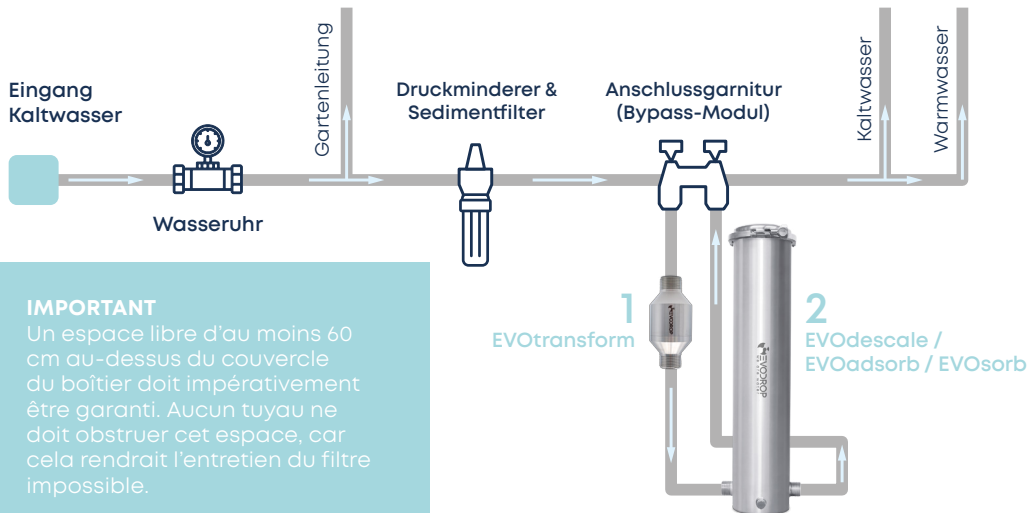 Eingang
Kaltwasser
Wasseruhr
Gartenleitung
Druckminderer &
Sedimentfilter
Anschlussgarnitur
(Bypass-Modul)
Kaltwasser
Warmwasser
1
EVOtransform
2
EVOdescale /
EVOadsorb / EVOsorb
EVODROP
IMPORTANT
Un espace libre d'au moins 60
cm au-dessus du couvercle
du boîtier doit impérativement
être garanti. Aucun tuyau ne
doit obstruer cet espace, car
cela rendrait l'entretien du filtre
impossible.